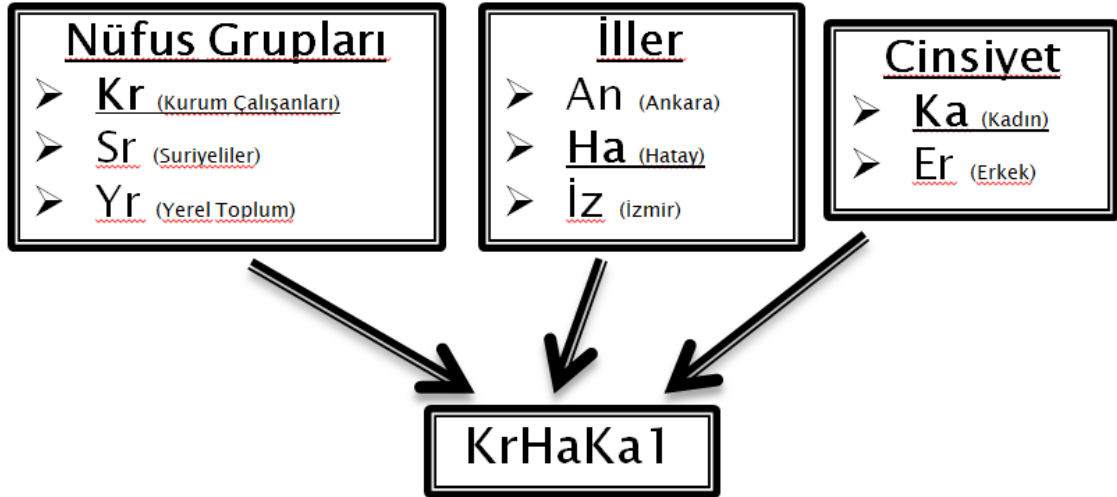 Nüfus Grupları
Kr (Kurum Çalışanları)
Sr (Suriyeliler)
Yr (Yerel Toplum)
İller
An (Ankara)
Ha (Hatay)
İz (İzmir)
Cinsiyet
Ka (Kadın)
Er (Erkek)
KrHaKa1